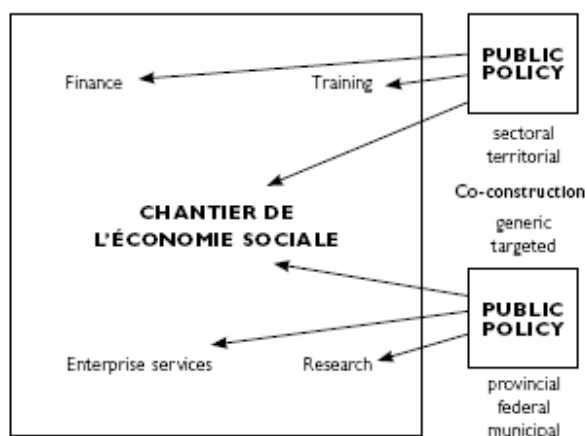 PUBLIC
POLICY
Finance
Training
sectoral
territorial
Co-construction
CHANTIER DE
L'ÉCONOMIE SOCIALE
generic
targeted
PUBLIC
POLICY
Enterprise services
Research
provincial
federal
municipal